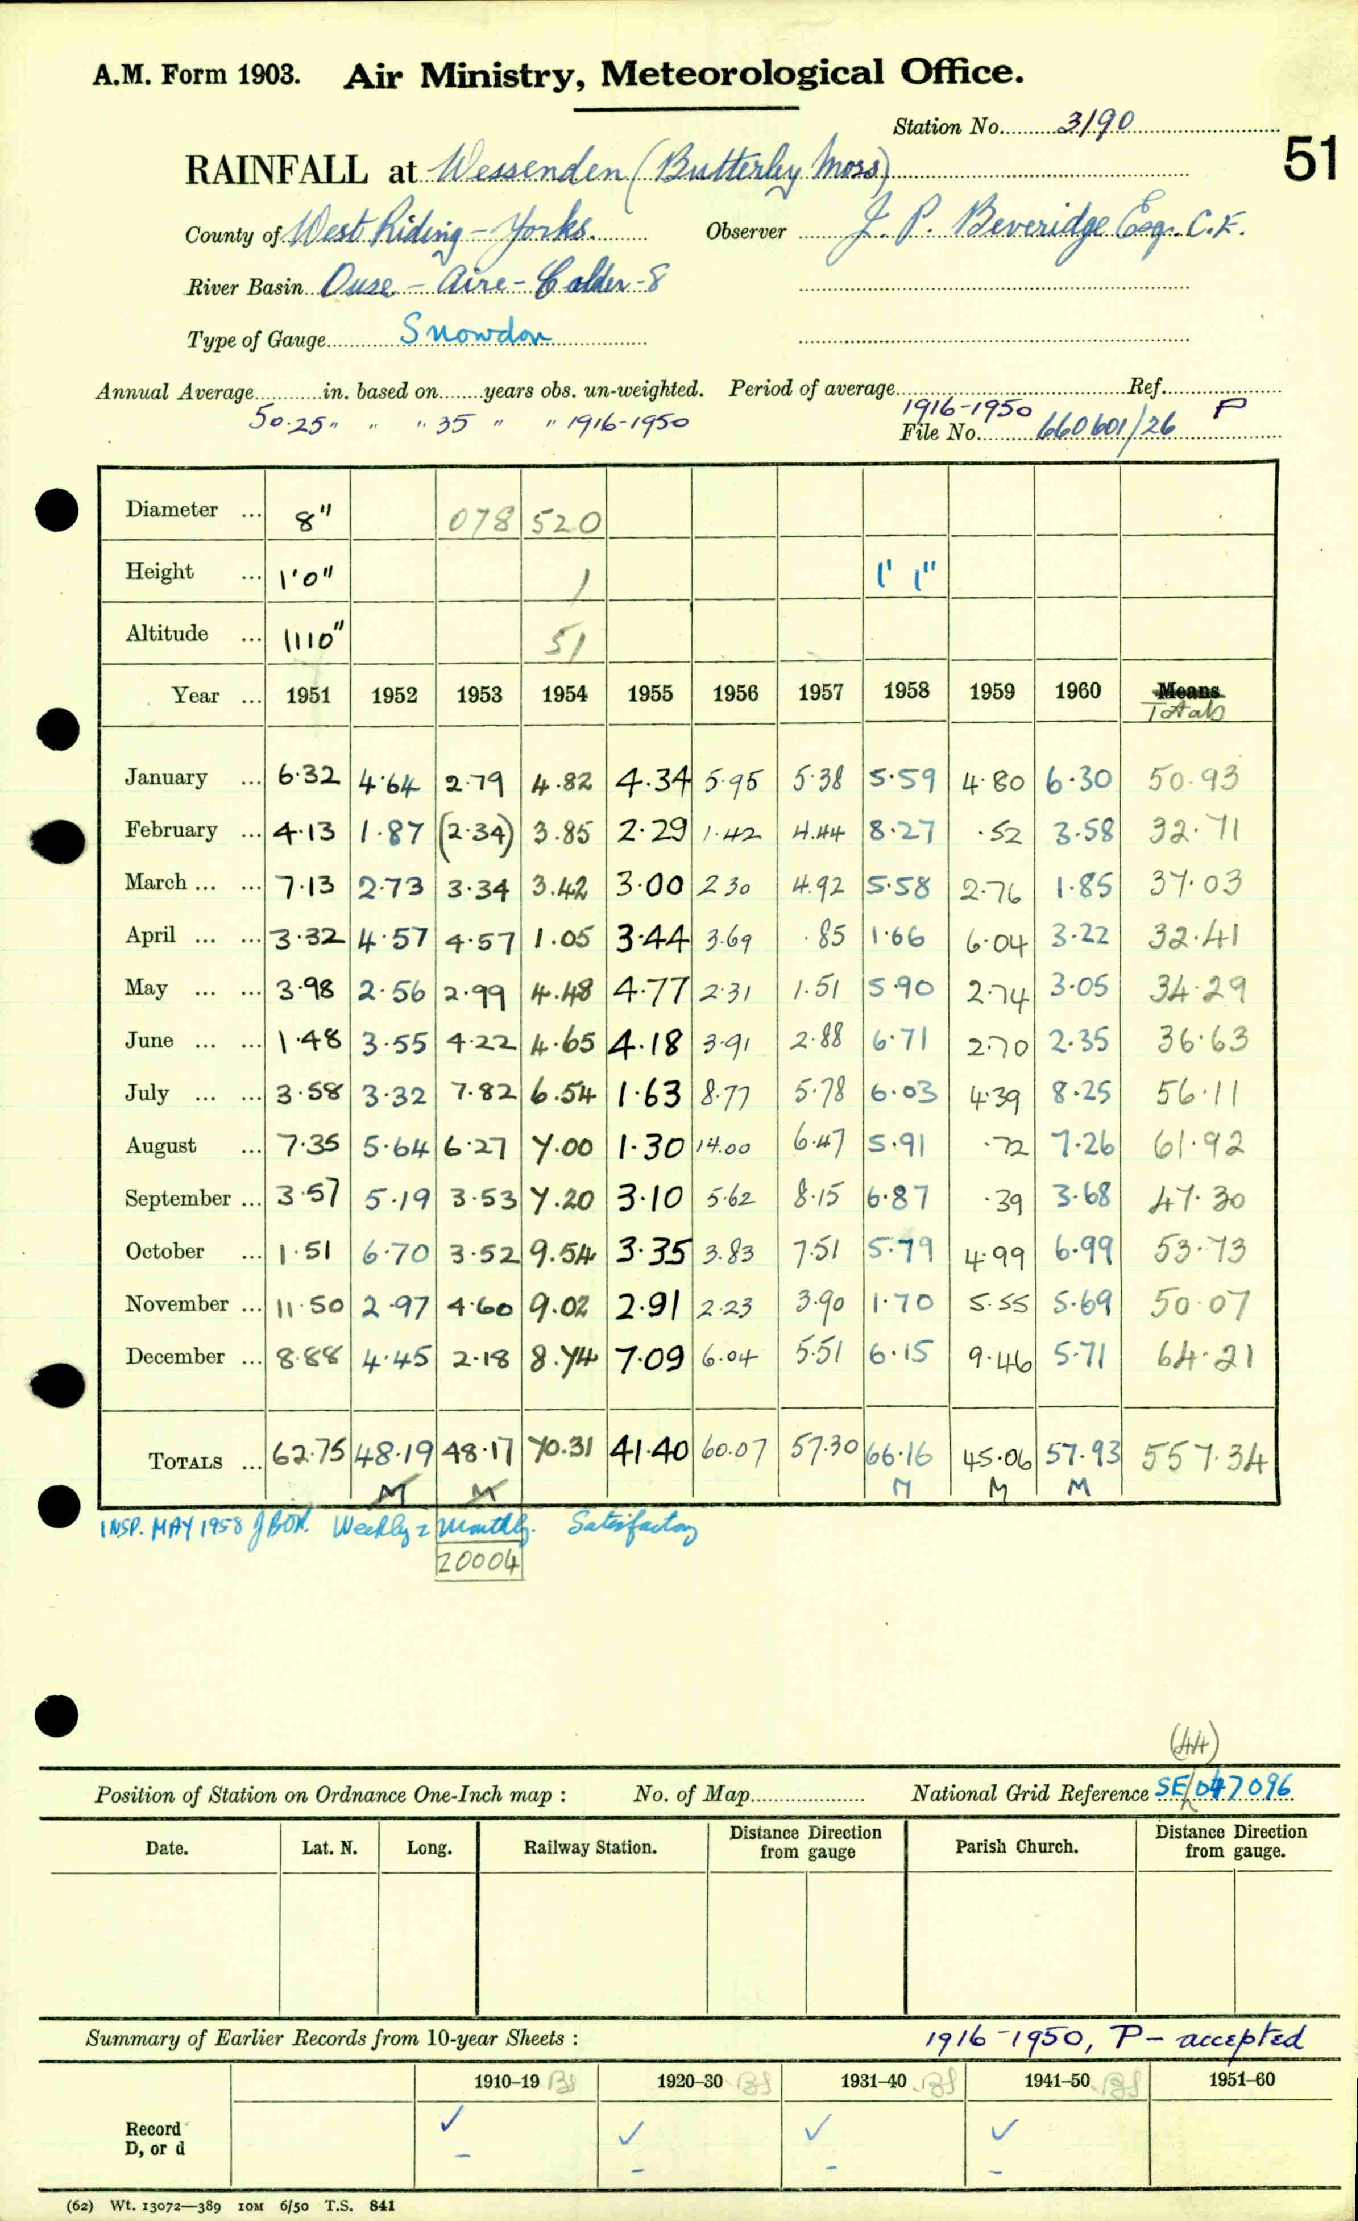 A.M. Form 1903. Air Ministry, Meteorological Office.
Station No. 3190
51
RAINFALL at Wessenden (Butterley Moss)
County of West Riding - Yorks. Observer J. P. Beveridge Esq. C.E.
River Basin Ouse - Aire - Calder - 8
Type of Gauge Snowdon
Annual Average in. based on years obs. un-weighted. Period of average 1916-1950 Ref. P
50.25 " " " 35 " " 1916-1950 File No. 660601/26
Diameter ... 8" 078 520
Height ... 1'0" 1 1' 1"
Altitude ... 1110" 51
Year ... 1951 1952 1953 1954 1955 1956 1957 1958 1959 1960 Means Totals
January ... 6.32 4.64 2.79 4.82 4.34 5.95 5.38 5.59 4.80 6.30 50.93
February ... 4.13 1.87 (2.34) 3.85 2.29 1.42 4.44 8.27 .52 3.58 32.71
March ... ... 7.13 2.73 3.34 3.42 3.00 2 30 4.92 5.58 2.76 1.85 37.03
April ... ... 3.32 4.57 4.57 1.05 3.44 3.69 .85 1.66 6.04 3.22 32.41
May ... ... 3.98 2.56 2.99 4.48 4.77 2.31 1.51 5.90 2.74 3.05 34.29
June ... ... 1.48 3.55 4.22 4.65 4.18 3.91 2.88 6.71 2.70 2.35 36.63
July ... ... 3.58 3.32 7.82 6.54 1.63 8.77 5.78 6.03 4.39 8.25 56.11
August ... 7.35 5.64 6.27 7.00 1.30 14.00 6.47 5.91 .72 7.26 61.92
September ... 3.57 5.19 3.53 7.20 3.10 5.62 8.15 6.87 .39 3.68 47.30
October ... 1.51 6.70 3.52 9.54 3.35 3.83 7.51 5.79 4.99 6.99 53.73
November ... 11.50 2.97 4.60 9.02 2.91 2.23 3.90 1.70 5.55 5.69 50.07
December ... 8.88 4.45 2.18 8.74 7.09 6.04 5.51 6.15 9.46 5.71 64.21
TOTALS ... 62.75 48.19 48.17 70.31 41.40 60.07 57.30 66.16 45.06 57.93 557.34
M M M M M
INSP. MAY 1958 Weekly & Monthly. Satisfactory
20004
(44)
Position of Station on Ordnance One-Inch map : No. of Map National Grid Reference SE/047096
Date. Lat. N. Long. Railway Station. Distance Direction from gauge Parish Church. Distance Direction from gauge.
Summary of Earlier Records from 10-year Sheets : 1916-1950, P - accepted
1910-19 1920-30 1931-40 1941-50 1951-60
Record ✓ ✓ ✓ ✓
D, or d - - - -
(62) Wt. 13072—389 10M 6/50 T.S. 841